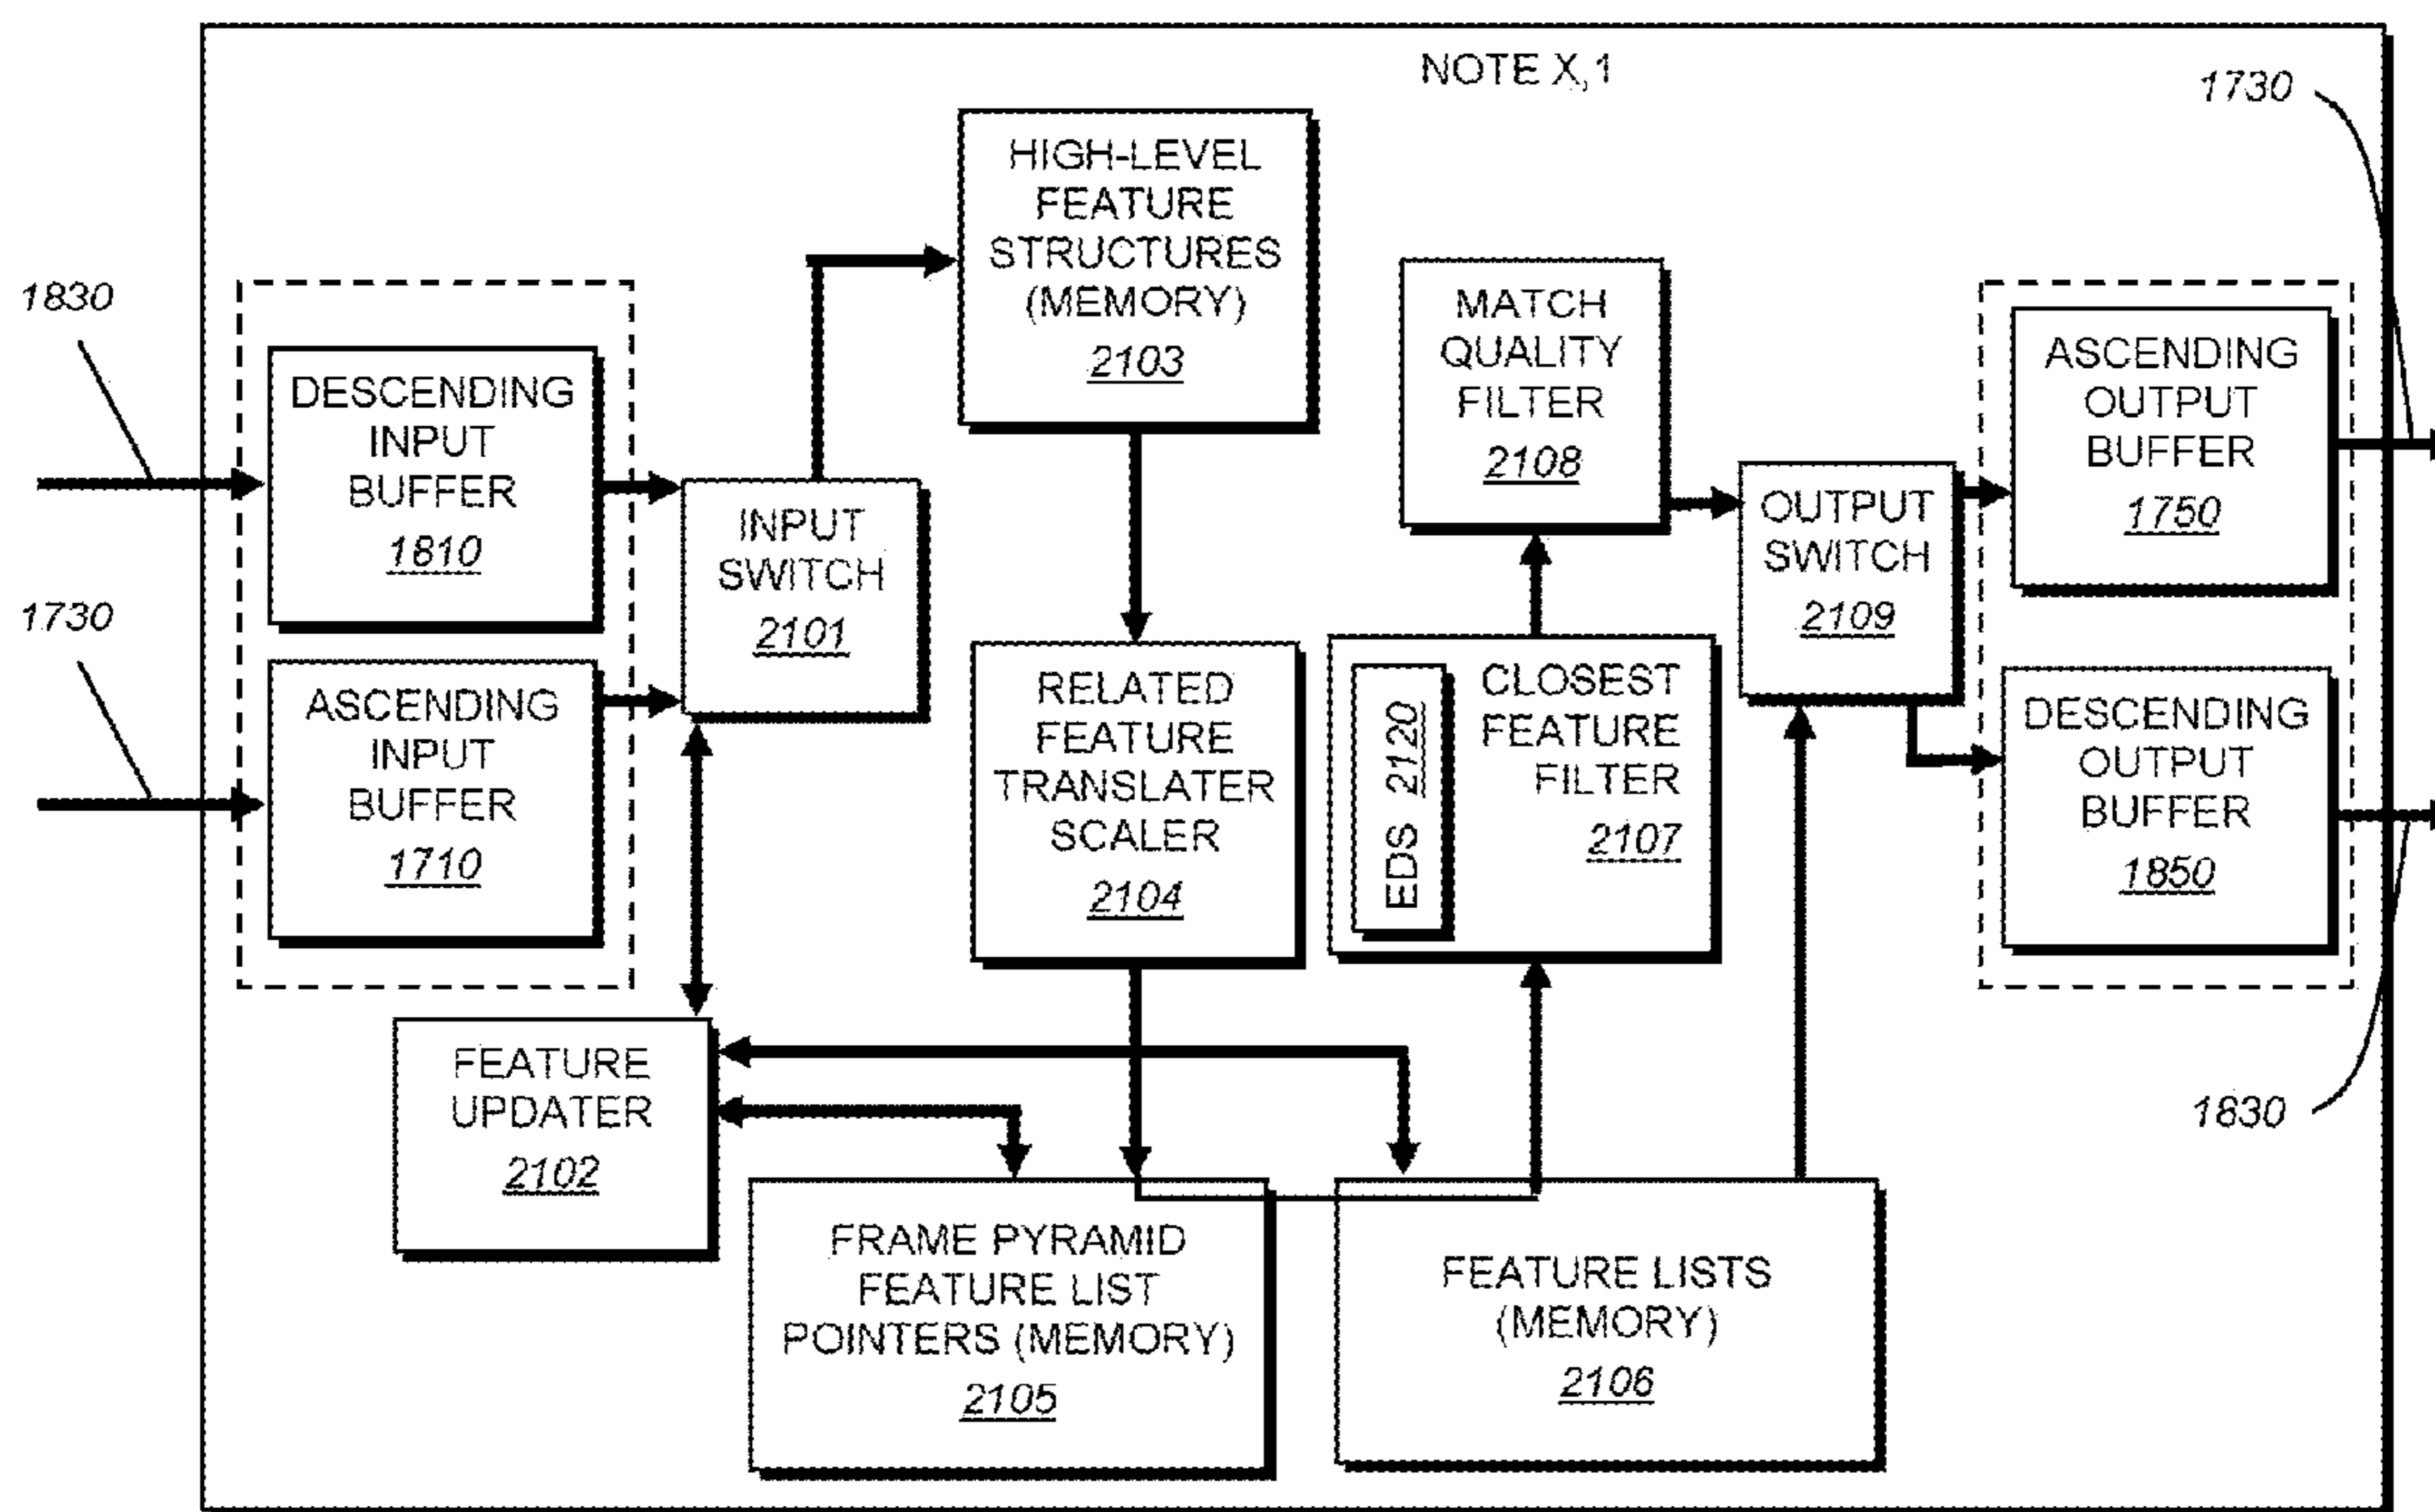 NOTE X,1
1730
HIGH-LEVEL
FEATURE
STRUCTURES
(MEMORY)
2103
1830
DESCENDING
INPUT
BUFFER
1810
INPUT
SWITCH
2101
MATCH
QUALITY
FILTER
2108
ASCENDING
OUTPUT
BUFFER
1750
OUTPUT
SWITCH
2109
1730
ASCENDING
INPUT
BUFFER
1710
RELATED
FEATURE
TRANSLATER
SCALER
2104
EDS 2120
CLOSEST
FEATURE
FILTER
2107
DESCENDING
OUTPUT
BUFFER
1850
FEATURE
UPDATER
2102
1830
FRAME PYRAMID
FEATURE LIST
POINTERS (MEMORY)
2105
FEATURE LISTS
(MEMORY)
2106